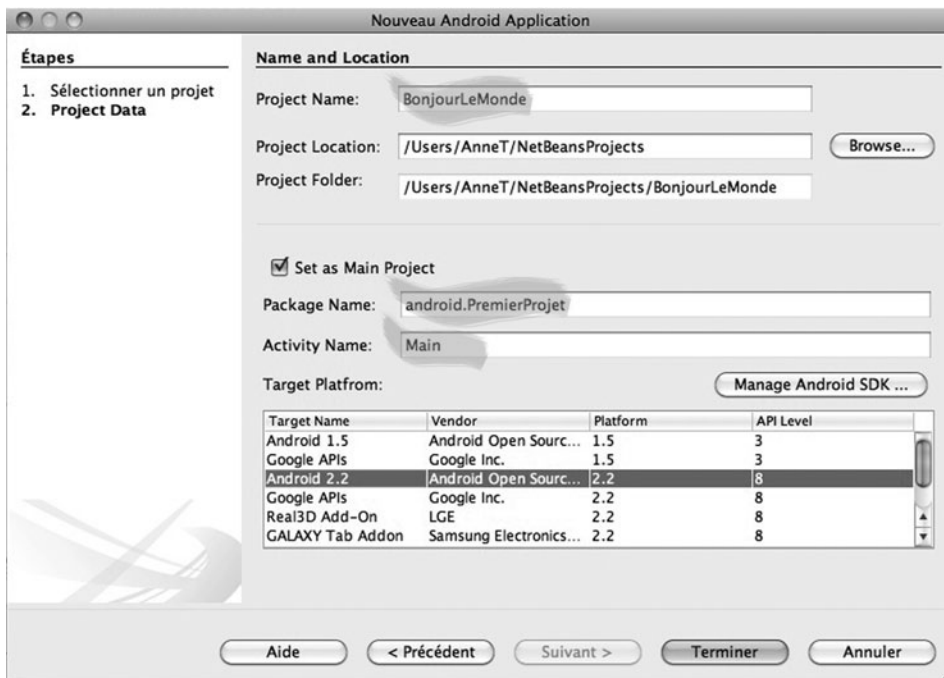 Nouveau Android Application
Étapes
1. Sélectionner un projet
2. Project Data
Name and Location
Project Name: BonjourLeMonde
Project Location: /Users/AnneT/NetBeansProjects Browse...
Project Folder: /Users/AnneT/NetBeansProjects/BonjourLeMonde
Set as Main Project
Package Name: android.PremierProjet
Activity Name: Main
Target Platfrom: Manage Android SDK ...
Target Name Vendor Platform API Level
Android 1.5 Android Open Sourc... 1.5 3
Google APIs Google Inc. 1.5 3
Android 2.2 Android Open Sourc... 2.2 8
Google APIs Google Inc. 2.2 8
Real3D Add-On LGE 2.2 8
GALAXY Tab Addon Samsung Electronics... 2.2 8
Aide < Précédent Suivant > Terminer Annuler